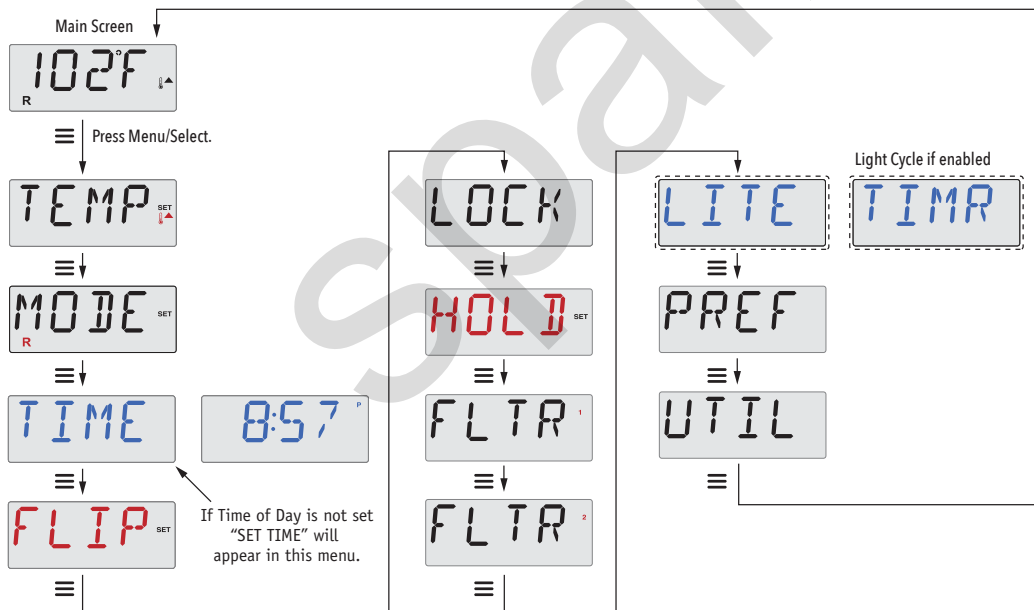 Main Screen
102°F
R
Press Menu/Select.
TEMP SET
MODE SET
R
TIME
8:57 P
If Time of Day is not set
“SET TIME” will
appear in this menu.
FLIP SET
LOCK
HOLD SET
FLTR 1
FLTR 2
LITE
Light Cycle if enabled
TIMR
PREF
UTIL
spa